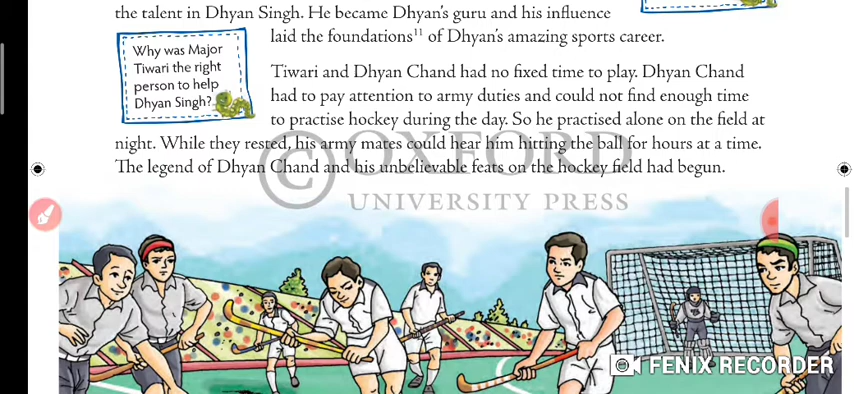 the talent in Dhyan Singh. He became Dhyan's guru and his influence
laid the foundations¹¹ of Dhyan's amazing sports career.
Why was Major
Tiwari the right
person to help
Dhyan Singh?
Tiwari and Dhyan Chand had no fixed time to play. Dhyan Chand
had to pay attention to army duties and could not find enough time
to practise hockey during the day. So he practised alone on the field at
night. While they rested, his army mates could hear him hitting the ball for hours at a time.
The legend of Dhyan Chand and his unbelievable feats on the hockey field had begun.
© OXFORD
UNIVERSITY PRESS
FENIX RECORDER